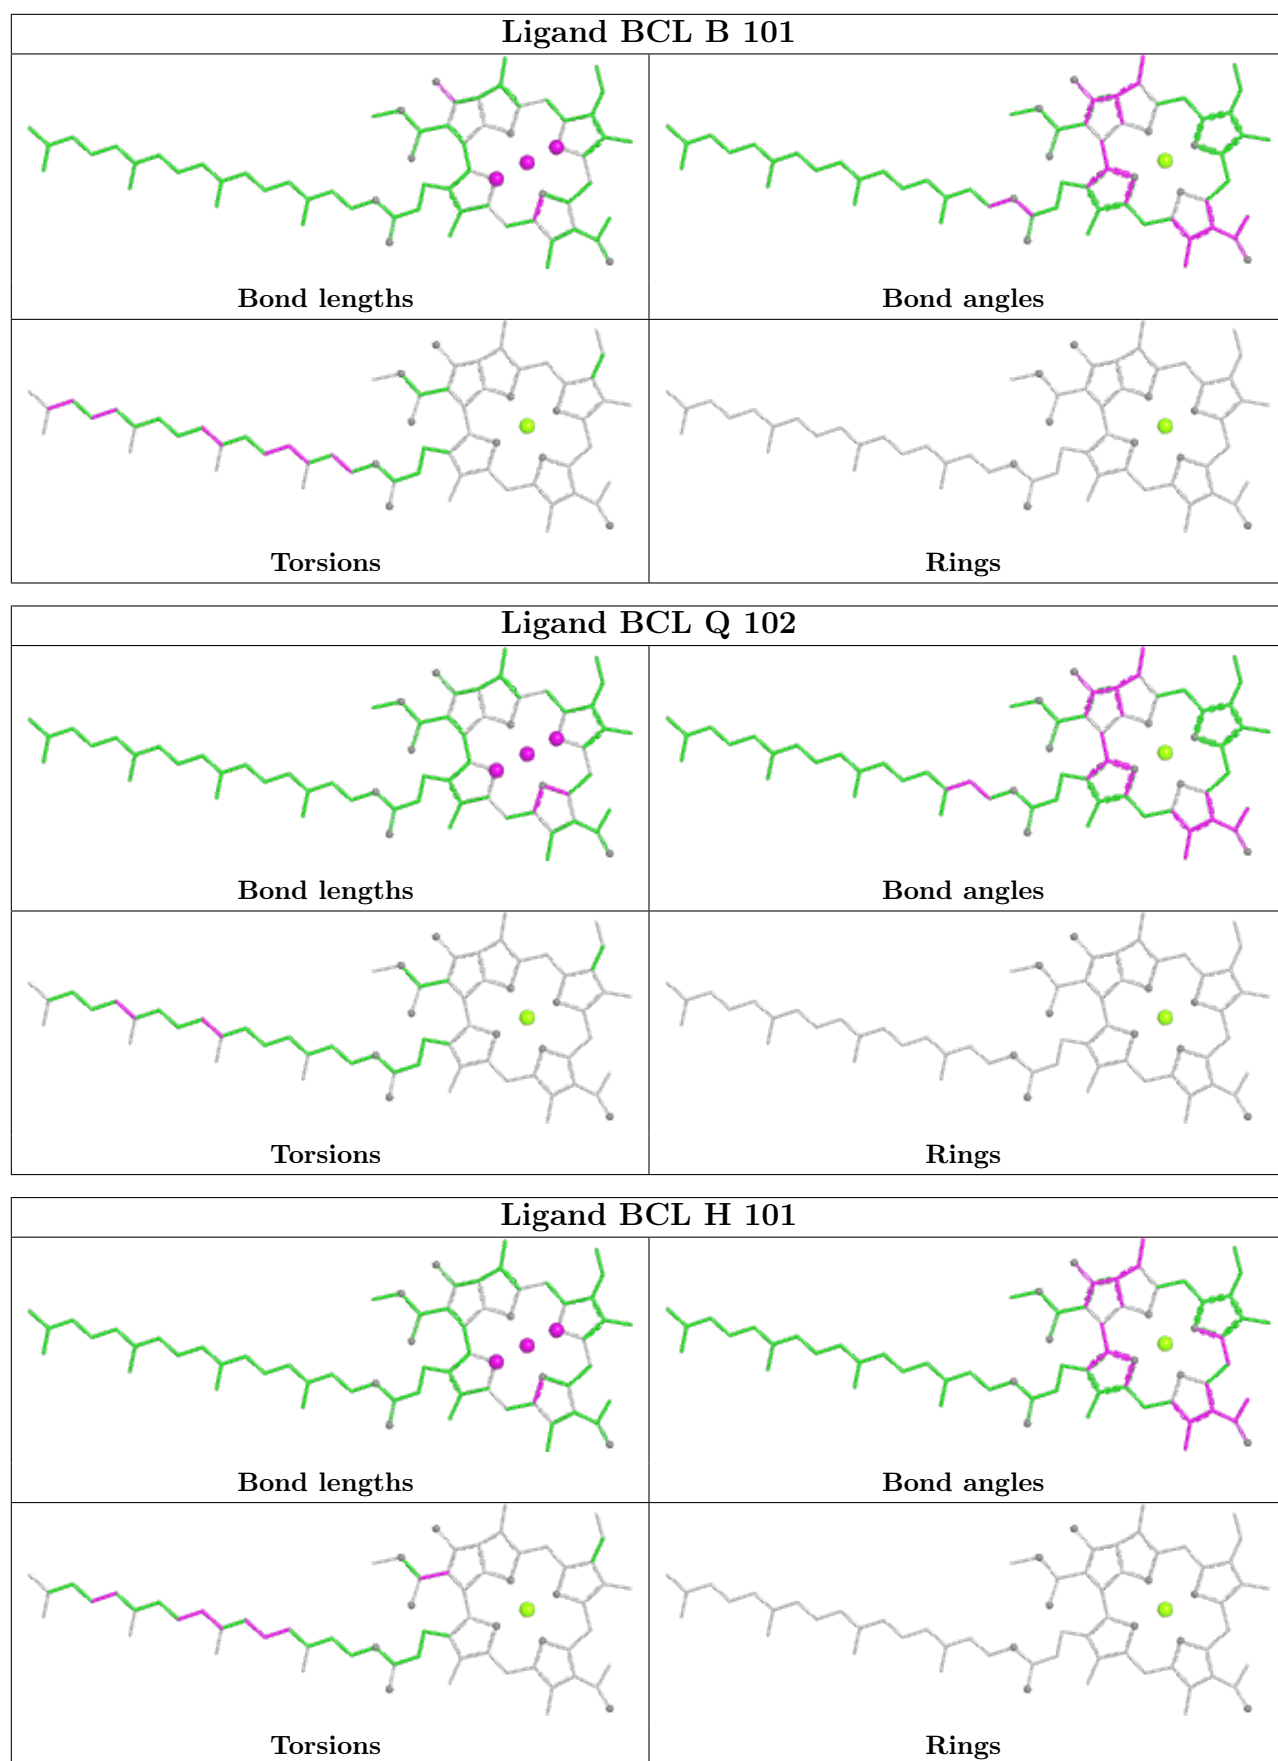 Ligand BCL B 101
Bond lengths
Bond angles
Torsions
Rings
Ligand BCL Q 102
Bond lengths
Bond angles
Torsions
Rings
Ligand BCL H 101
Bond lengths
Bond angles
Torsions
Rings